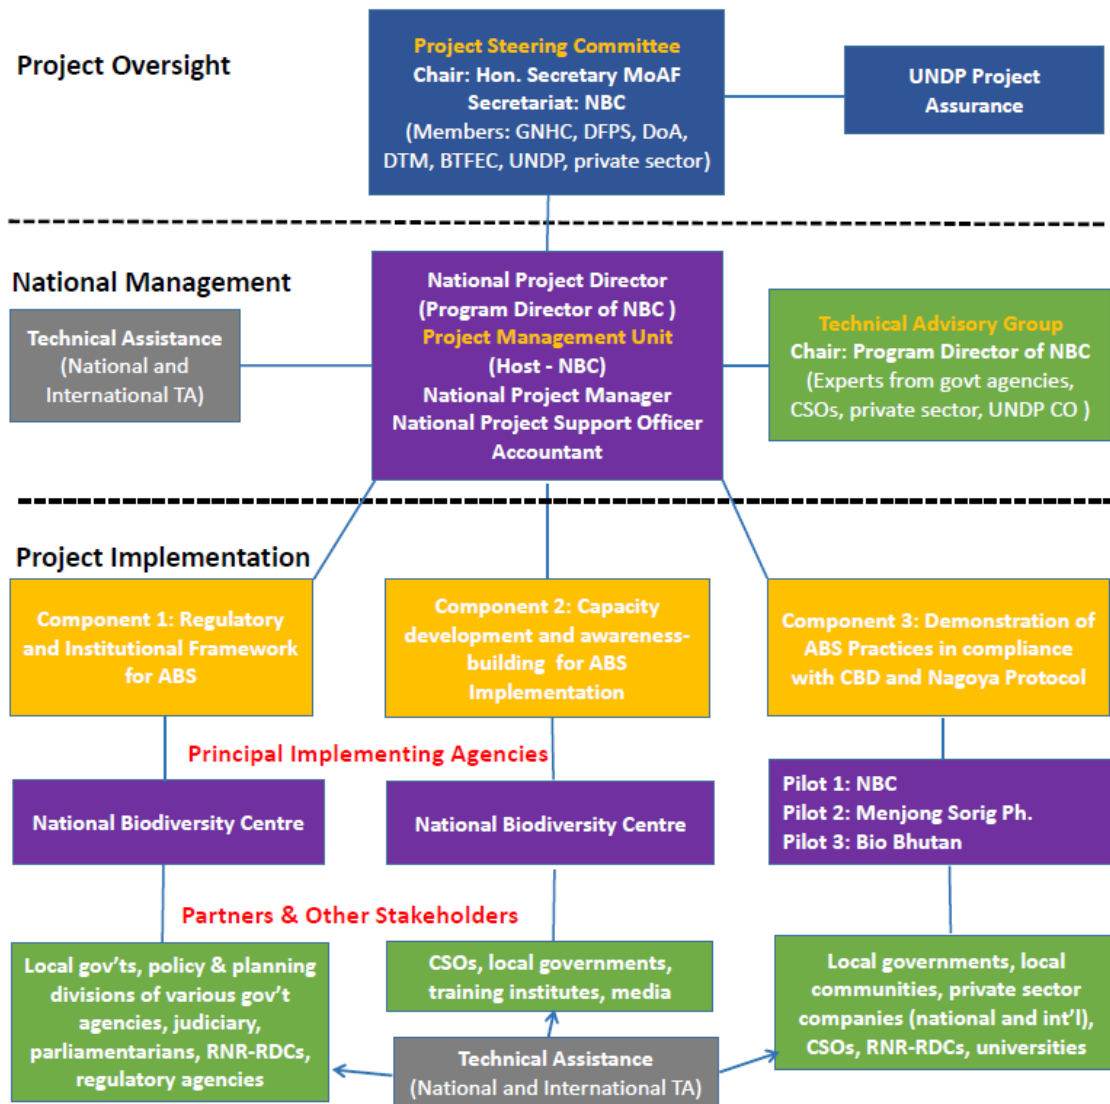 Project Oversight
Project Steering Committee
Chair: Hon. Secretary MoAF
Secretariat: NBC
(Members: GNHC, DFPS, DoA,
DTM, BTFEC, UNDP, private sector)
UNDP Project
Assurance
National Management
Technical Assistance
(National and
International TA)
National Project Director
(Program Director of NBC )
Project Management Unit
(Host - NBC)
National Project Manager
National Project Support Officer
Accountant
Technical Advisory Group
Chair: Program Director of NBC
(Experts from govt agencies,
CSOs, private sector, UNDP CO )
Project Implementation
Component 1: Regulatory
and Institutional Framework
for ABS
Component 2: Capacity
development and awareness-
building for ABS
Implementation
Component 3: Demonstration of
ABS Practices in compliance
with CBD and Nagoya Protocol
Principal Implementing Agencies
National Biodiversity Centre
National Biodiversity Centre
Pilot 1: NBC
Pilot 2: Menjong Sorig Ph.
Pilot 3: Bio Bhutan
Partners & Other Stakeholders
Local gov’ts, policy & planning
divisions of various gov’t
agencies, judiciary,
parliamentarians, RNR-RDCs,
regulatory agencies
CSOs, local governments,
training institutes, media
Local governments, local
communities, private sector
companies (national and int’l),
CSOs, RNR-RDCs, universities
Technical Assistance
(National and International TA)